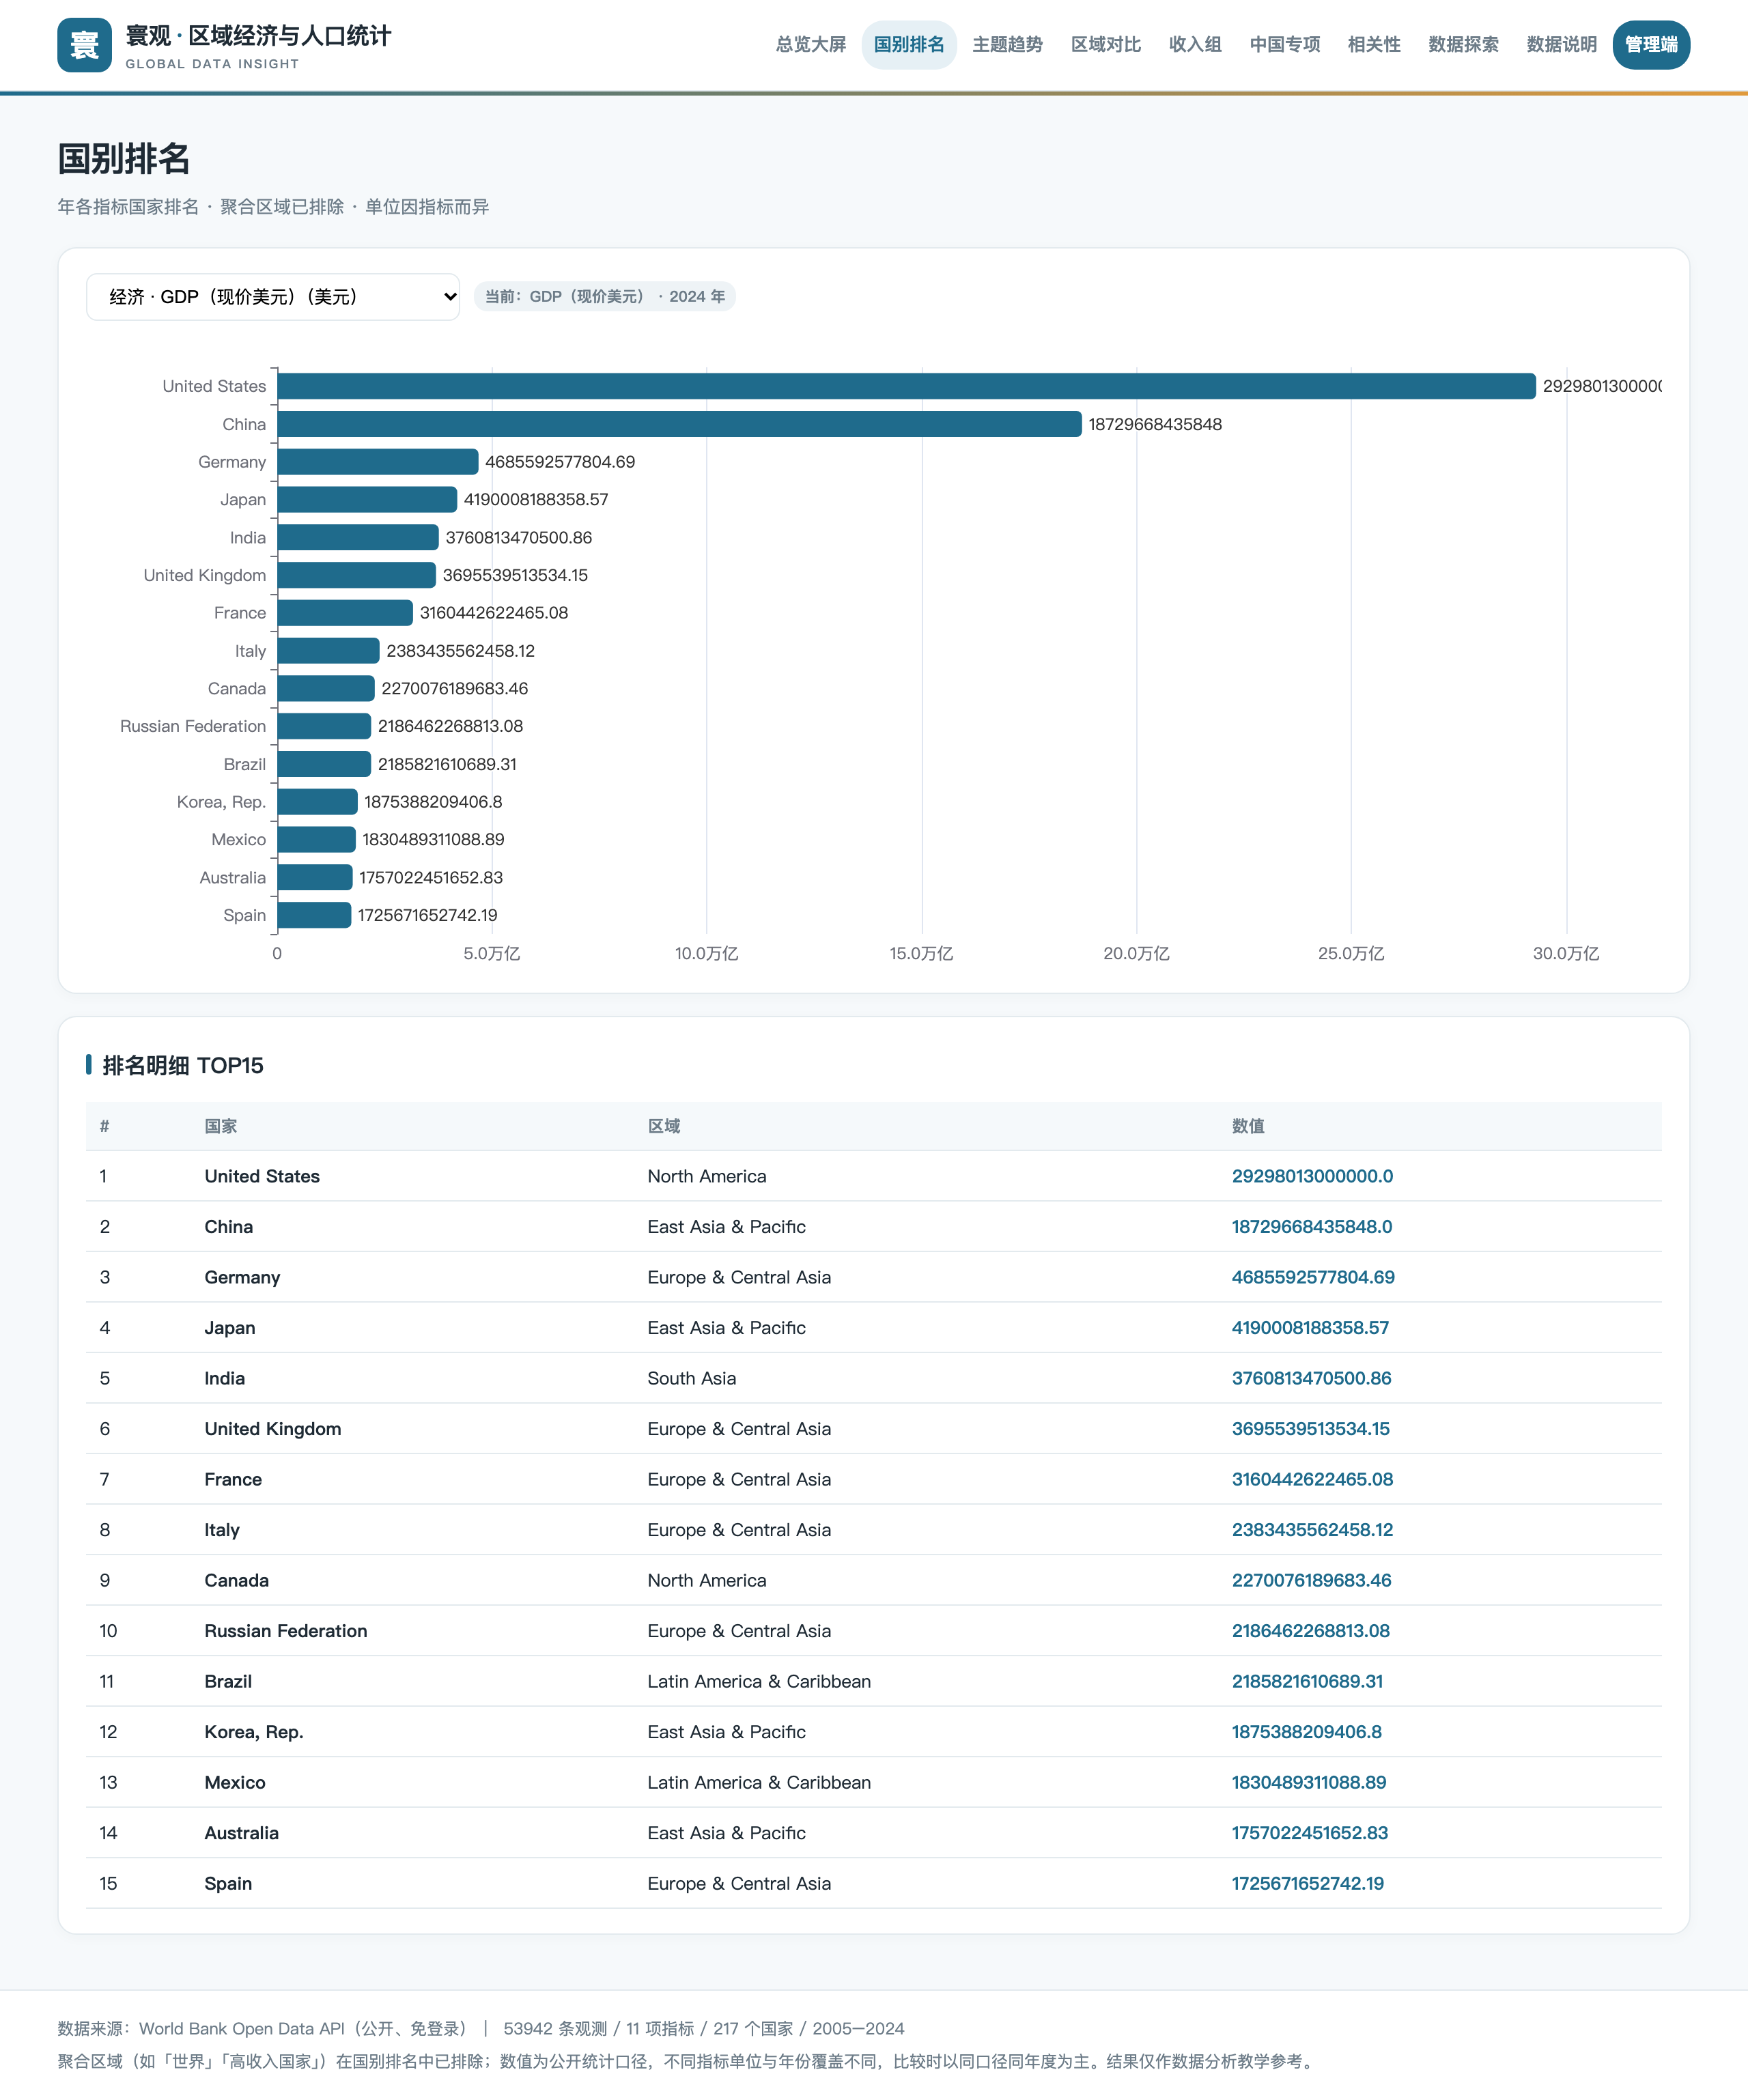 寰
寰观 · 区域经济与人口统计
GLOBAL DATA INSIGHT
总览大屏 国别排名 主题趋势 区域对比 收入组 中国专项 相关性 数据探索 数据说明 管理端
国别排名
年各指标国家排名 · 聚合区域已排除 · 单位因指标而异
经济 · GDP（现价美元）（美元） 当前：GDP（现价美元） · 2024 年
United States 2929801300000
China 18729668435848
Germany 4685592577804.69
Japan 4190008188358.57
India 3760813470500.86
United Kingdom 3695539513534.15
France 3160442622465.08
Italy 2383435562458.12
Canada 2270076189683.46
Russian Federation 2186462268813.08
Brazil 2185821610689.31
Korea, Rep. 1875388209406.8
Mexico 1830489311088.89
Australia 1757022451652.83
Spain 1725671652742.19
0 5.0万亿 10.0万亿 15.0万亿 20.0万亿 25.0万亿 30.0万亿
排名明细 TOP15
# 国家 区域 数值
1 United States North America 29298013000000.0
2 China East Asia & Pacific 18729668435848.0
3 Germany Europe & Central Asia 4685592577804.69
4 Japan East Asia & Pacific 4190008188358.57
5 India South Asia 3760813470500.86
6 United Kingdom Europe & Central Asia 3695539513534.15
7 France Europe & Central Asia 3160442622465.08
8 Italy Europe & Central Asia 2383435562458.12
9 Canada North America 2270076189683.46
10 Russian Federation Europe & Central Asia 2186462268813.08
11 Brazil Latin America & Caribbean 2185821610689.31
12 Korea, Rep. East Asia & Pacific 1875388209406.8
13 Mexico Latin America & Caribbean 1830489311088.89
14 Australia East Asia & Pacific 1757022451652.83
15 Spain Europe & Central Asia 1725671652742.19
数据来源：World Bank Open Data API（公开、免登录） ｜ 53942 条观测 / 11 项指标 / 217 个国家 / 2005—2024
聚合区域（如「世界」「高收入国家」）在国别排名中已排除；数值为公开统计口径，不同指标单位与年份覆盖不同，比较时以同口径同年度为主。结果仅作数据分析教学参考。